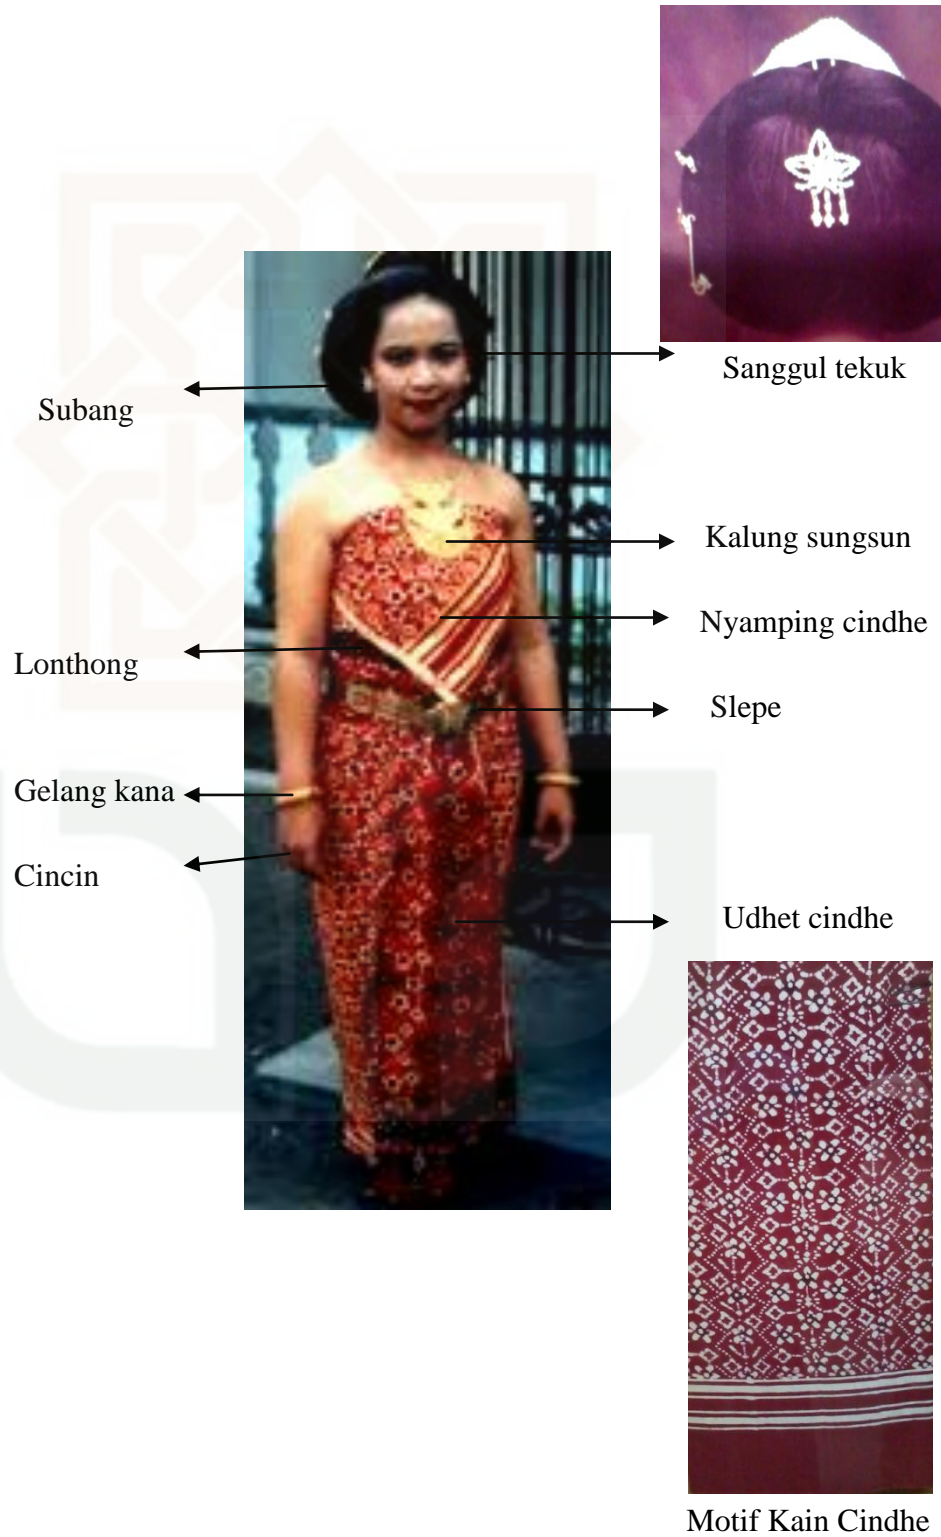 Sanggul tekuk
Subang
Kalung sungsun
Nyamping cindhe
Lonthong
Slepe
Gelang kana
Cincin
Udhet cindhe
Motif Kain Cindhe